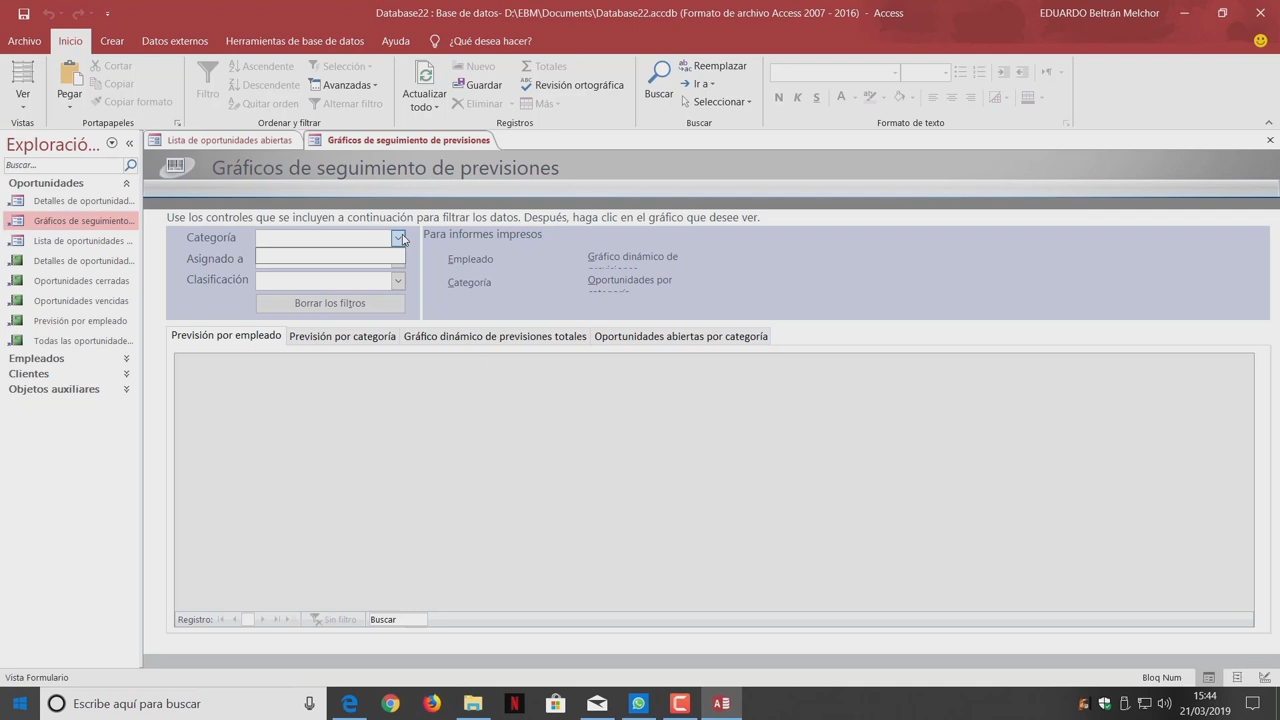 Database22 : Base de datos- D:\EBM\Documents\Database22.accdb (Formato de archivo Access 2007 - 2016) - Access
EDUARDO Beltrán Melchor
Archivo
Inicio
Crear
Datos externos
Herramientas de base de datos
Ayuda
¿Qué desea hacer?
Ver
Vistas
Pegar
Cortar
Copiar
Copiar formato
Portapapeles
Filtro
Ascendente
Descendente
Quitar orden
Selección
Avanzadas
Alternar filtro
Ordenar y filtrar
Actualizar
todo
Nuevo
Guardar
Eliminar
Totales
Revisión ortográfica
Más
Registros
Buscar
Reemplazar
Ir a
Seleccionar
Buscar
N K S
A
Formato de texto
Exploració...
Buscar...
Oportunidades
Detalles de oportunidad...
Gráficos de seguimiento...
Lista de oportunidades ...
Detalles de oportunidad...
Oportunidades cerradas
Oportunidades vencidas
Previsión por empleado
Todas las oportunidade...
Empleados
Clientes
Objetos auxiliares
Lista de oportunidades abiertas
Gráficos de seguimiento de previsiones
Gráficos de seguimiento de previsiones
Use los controles que se incluyen a continuación para filtrar los datos. Después, haga clic en el gráfico que desee ver.
Categoría
Asignado a
Clasificación
Borrar los filtros
Para informes impresos
Empleado
Gráfico dinámico de
Categoría
Oportunidades por
Previsión por empleado
Previsión por categoría
Gráfico dinámico de previsiones totales
Oportunidades abiertas por categoría
Registro:
Sin filtro
Buscar
Vista Formulario
Bloq Num
Escribe aquí para buscar
15:44
21/03/2019